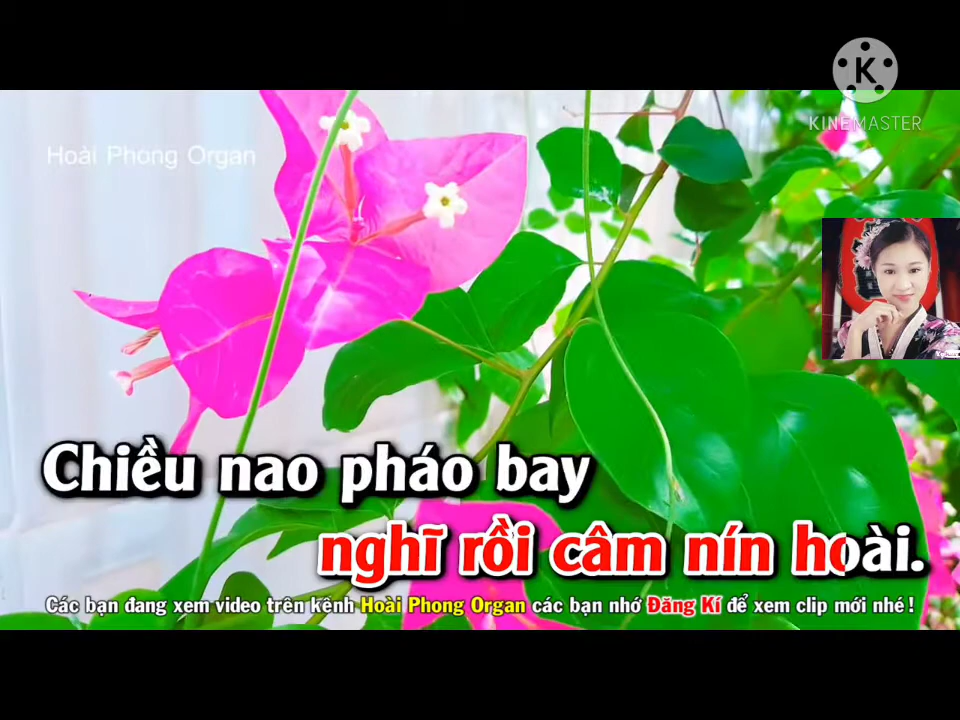 KINEMASTER
Hoài Phong Organ
Chiều nao pháo bay
nghĩ rồi câm nín hoài.
Các bạn đang xem video trên kênh Hoài Phong Organ các bạn nhớ Đăng Kí để xem clip mới nhé !